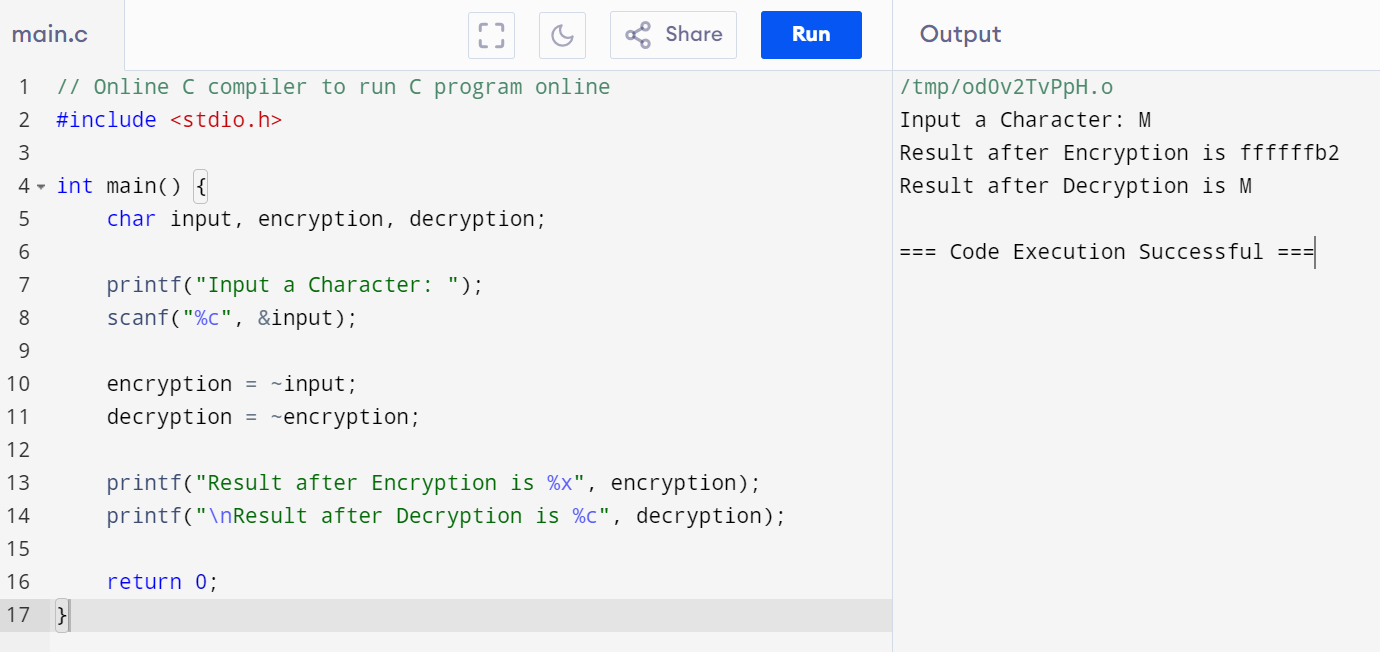 main.c
Share
Run
Output
1 // Online C compiler to run C program online
2 #include <stdio.h>
3
4 int main() {
5     char input, encryption, decryption;
6
7     printf("Input a Character: ");
8     scanf("%c", &input);
9
10     encryption = ~input;
11     decryption = ~encryption;
12
13     printf("Result after Encryption is %x", encryption);
14     printf("\nResult after Decryption is %c", decryption);
15
16     return 0;
17 }
/tmp/od0v2TvPpH.o
Input a Character: M
Result after Encryption is ffffffb2
Result after Decryption is M
=== Code Execution Successful ===